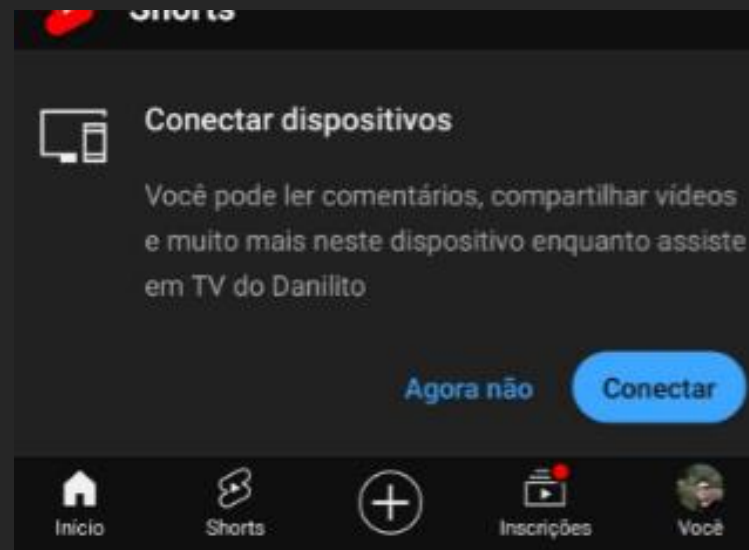 Shorts
Conectar dispositivos
Você pode ler comentários, compartilhar vídeos
e muito mais neste dispositivo enquanto assiste
em TV do Danilito
Agora não
Conectar
Início
Shorts
Inscrições
Você